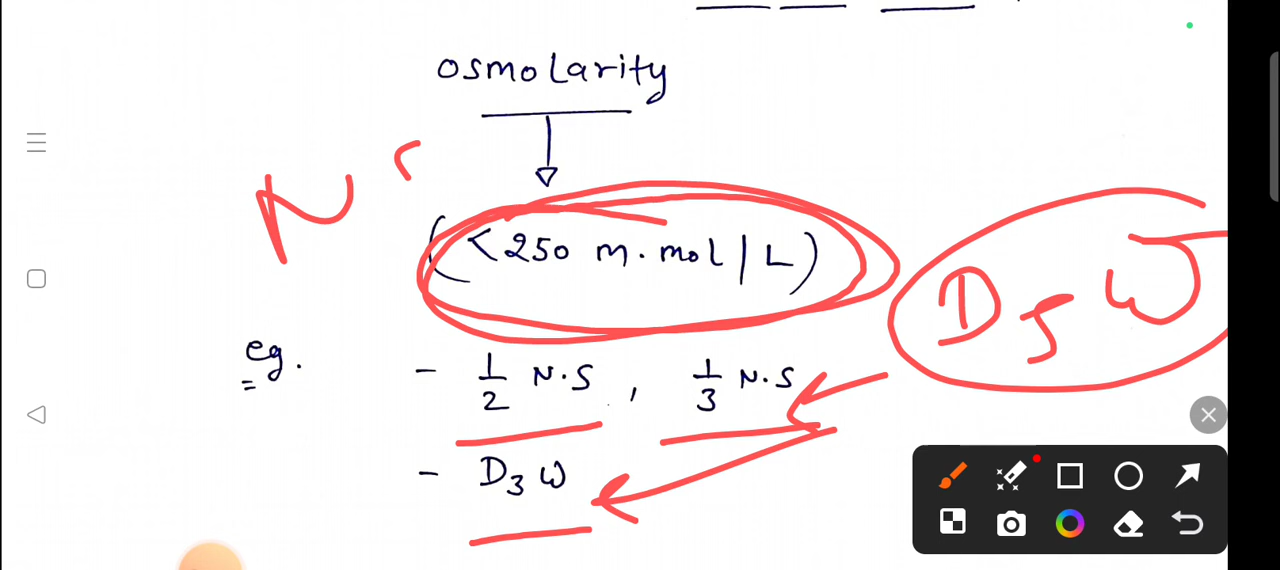 osmolarity
N
(<250 m.mol/L)
D5W
eg. - 1/2 N.S, 1/3 N.S
- D3W